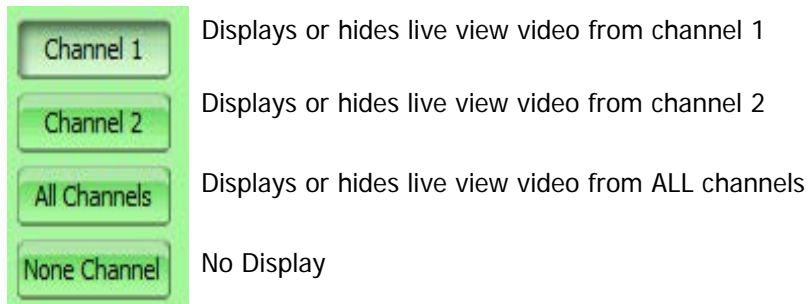 Channel 1 Displays or hides live view video from channel 1
Channel 2 Displays or hides live view video from channel 2
All Channels Displays or hides live view video from ALL channels
None Channel No Display